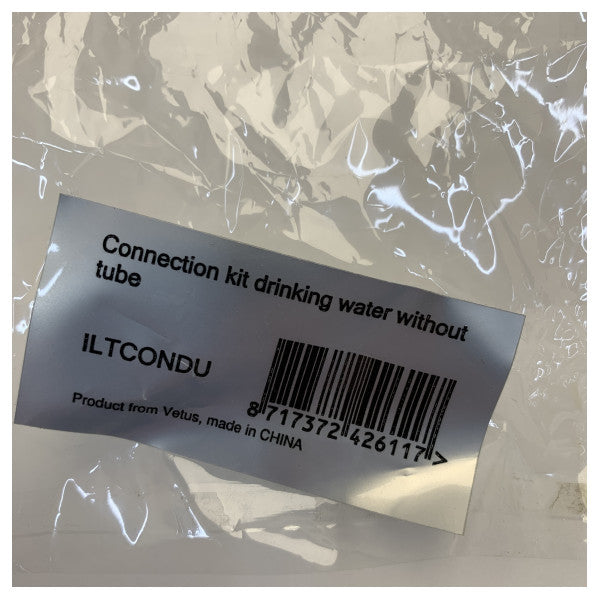 Connection kit drinking water without
tube
ILTCONDU
8 717372 426117 >
Product from Vetus, made in CHINA